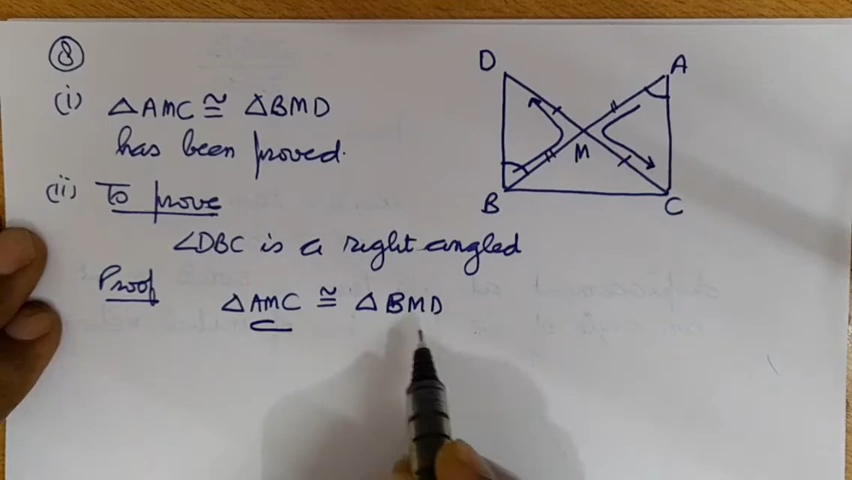 8
(i) △AMC ≅ △BMD
has been proved.
(ii) To prove
∠DBC is a right angled
Proof
△AMC ≅ △BMD
D
A
M
B
C